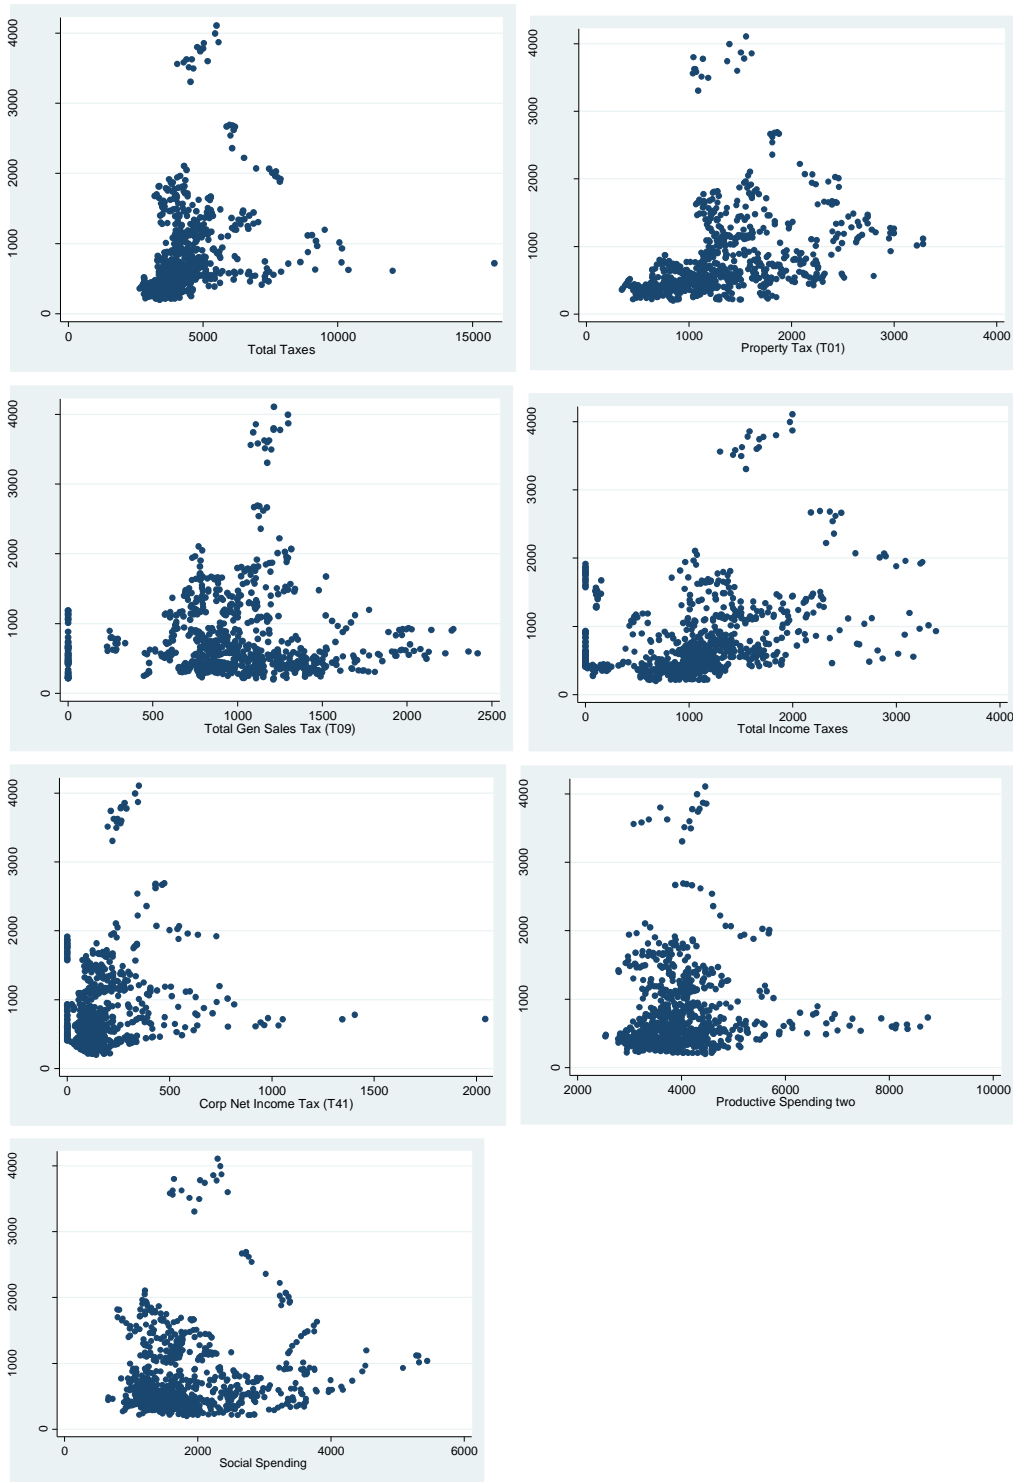 4000
3000
2000
1000
0
0 5000 10000 15000
Total Taxes
4000
3000
2000
1000
0
0 1000 2000 3000 4000
Property Tax (T01)
4000
3000
2000
1000
0
0 500 1000 1500 2000 2500
Total Gen Sales Tax (T09)
4000
3000
2000
1000
0
0 1000 2000 3000 4000
Total Income Taxes
4000
3000
2000
1000
0
0 500 1000 1500 2000
Corp Net Income Tax (T41)
4000
3000
2000
1000
0
2000 4000 6000 8000 10000
Productive Spending two
4000
3000
2000
1000
0
0 2000 4000 6000
Social Spending